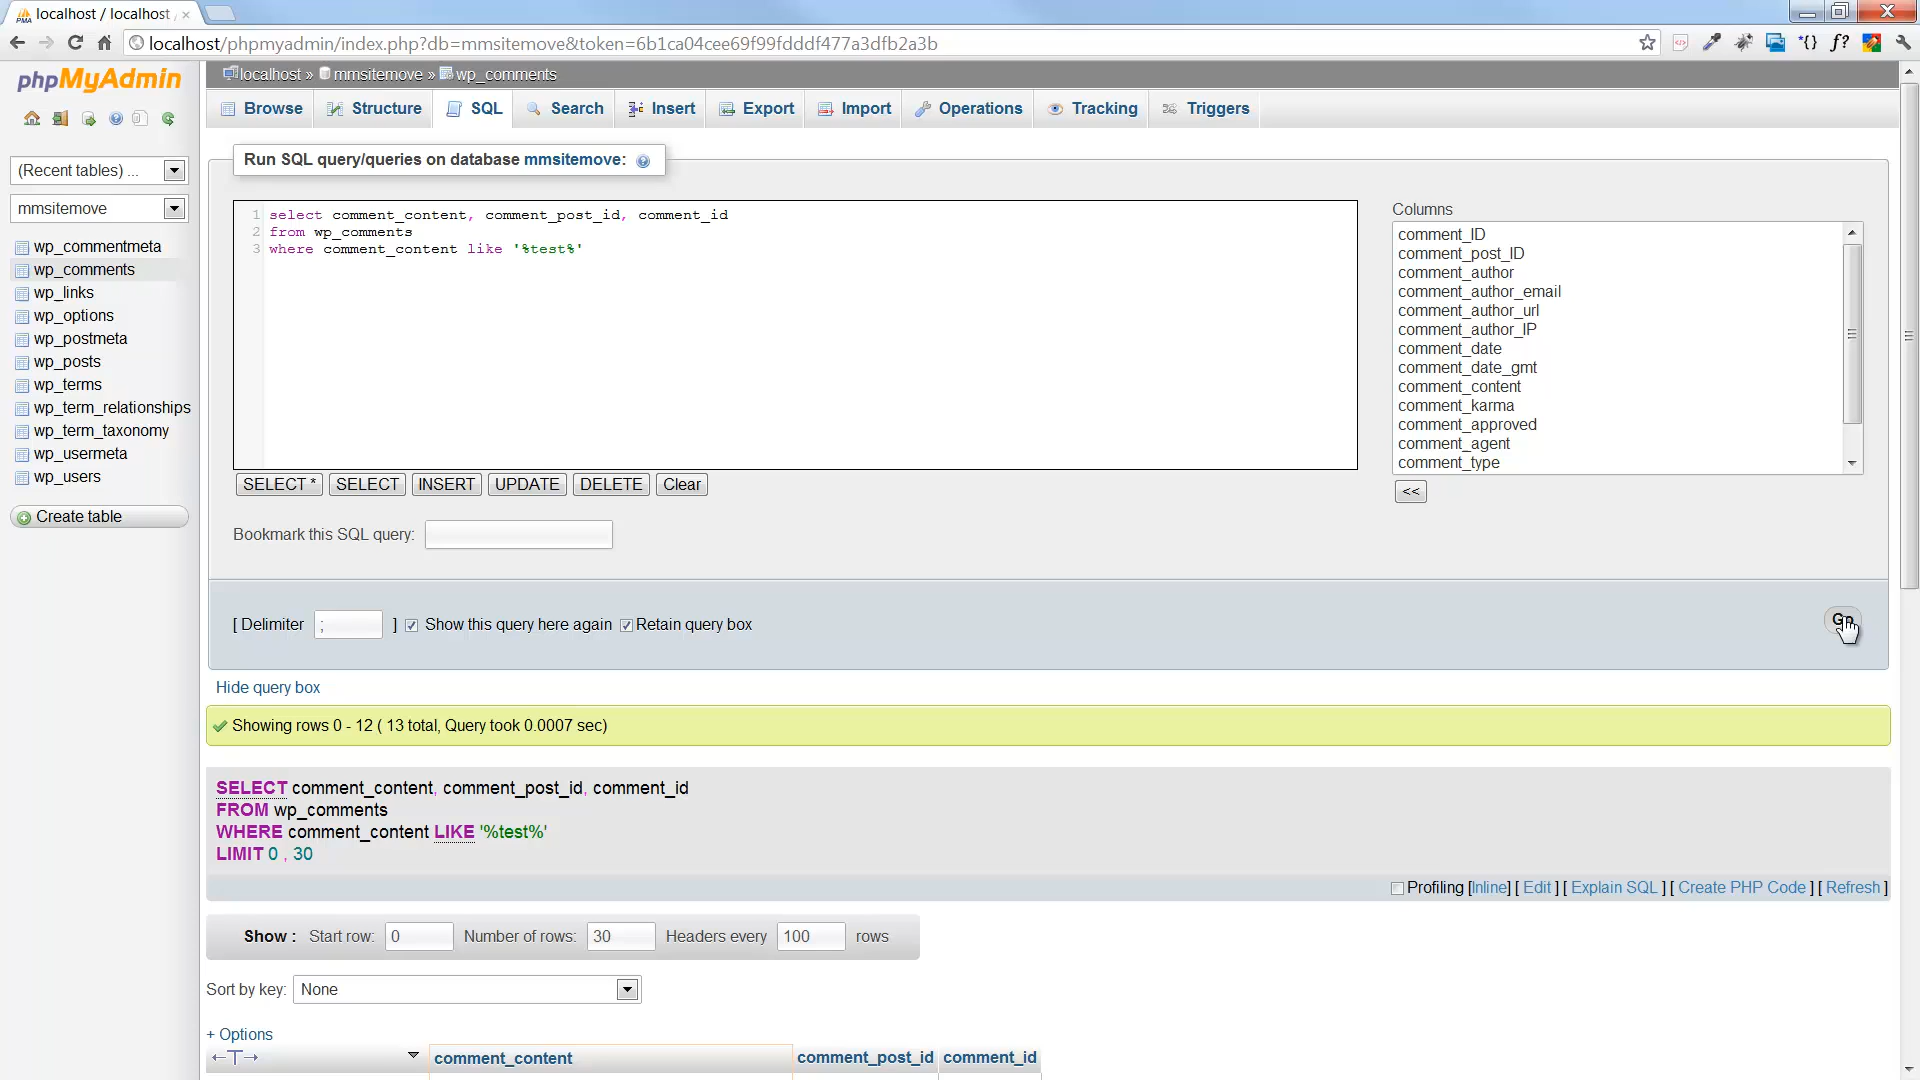 localhost / localhost
localhost/phpmyadmin/index.php?db=mmsitemove&token=6b1ca04cee69f99fdddf477a3dfb2a3b
phpMyAdmin
localhost » mmsitemove » wp_comments
Browse Structure SQL Search Insert Export Import Operations Tracking Triggers
(Recent tables) ...
mmsitemove
wp_commentmeta
wp_comments
wp_links
wp_options
wp_postmeta
wp_posts
wp_terms
wp_term_relationships
wp_term_taxonomy
wp_usermeta
wp_users
Create table
Run SQL query/queries on database mmsitemove:
1 select comment_content, comment_post_id, comment_id
2 from wp_comments
3 where comment_content like '%test%'
Columns
comment_ID
comment_post_ID
comment_author
comment_author_email
comment_author_url
comment_author_IP
comment_date
comment_date_gmt
comment_content
comment_karma
comment_approved
comment_agent
comment_type
<<
SELECT * SELECT INSERT UPDATE DELETE Clear
Bookmark this SQL query:
[ Delimiter ; ] Show this query here again Retain query box
Go
Hide query box
Showing rows 0 - 12 ( 13 total, Query took 0.0007 sec)
SELECT comment_content, comment_post_id, comment_id
FROM wp_comments
WHERE comment_content LIKE '%test%'
LIMIT 0 , 30
Profiling [Inline] [ Edit ] [ Explain SQL ] [ Create PHP Code ] [ Refresh ]
Show : Start row: 0 Number of rows: 30 Headers every 100 rows
Sort by key: None
+ Options
←T→ comment_content comment_post_id comment_id